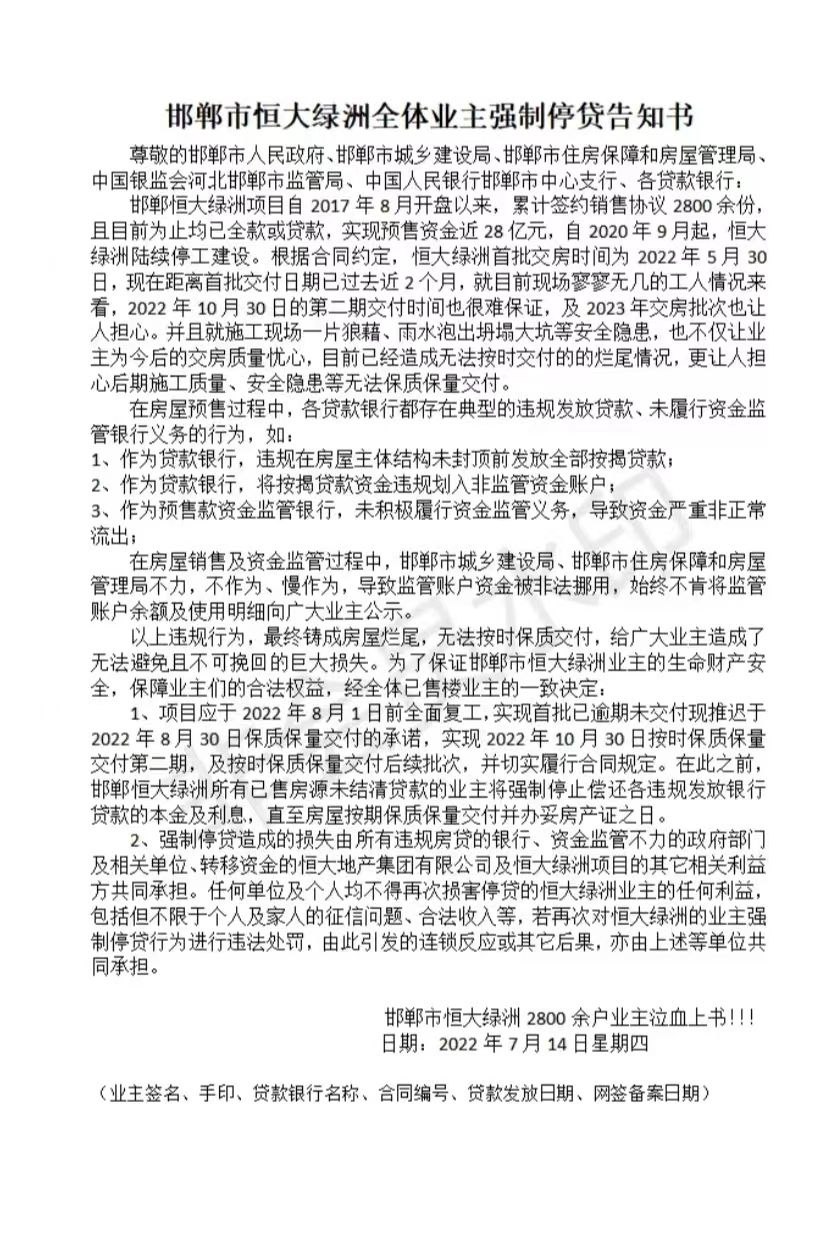 邯郸市恒大绿洲全体业主强制停贷告知书
尊敬的邯郸市人民政府、邯郸市城乡建设局、邯郸市住房保障和房屋管理局、
中国银监会河北邯郸市监管局、中国人民银行邯郸市中心支行、各贷款银行：
邯郸恒大绿洲项目自 2017 年 8 月开盘以来，累计签约销售协议 2800 余份，
且目前为止均已全款或贷款，实现预售资金近 28 亿元，自 2020 年 9 月起，恒大
绿洲陆续停工建设。根据合同约定，恒大绿洲首批交房时间为 2022 年 5 月 30
日，现在距离首批交付日期已过去近 2 个月，就目前现场寥寥无几的工人情况来
看，2022 年 10 月 30 日的第二期交付时间也很难保证，及 2023 年交房批次也让
人担心。并且就施工现场一片狼藉、雨水泡出坍塌大坑等安全隐患，也不仅让业
主为今后的交房质量忧心，目前已经造成无法按时交付的的烂尾情况，更让人担
心后期施工质量、安全隐患等无法保质保量交付。
在房屋预售过程中，各贷款银行都存在典型的违规发放贷款、未履行资金监
管银行义务的行为，如：
1、作为贷款银行，违规在房屋主体结构未封顶前发放全部按揭贷款；
2、作为贷款银行，将按揭贷款资金违规划入非监管资金账户；
3、作为预售款资金监管银行，未积极履行资金监管义务，导致资金严重非正常
流出；
在房屋销售及资金监管过程中，邯郸市城乡建设局、邯郸市住房保障和房屋
管理局不力，不作为、慢作为，导致监管账户资金被非法挪用，始终不肯将监管
账户余额及使用明细向广大业主公示。
以上违规行为，最终铸成房屋烂尾，无法按时保质交付，给广大业主造成了
无法避免且不可挽回的巨大损失。为了保证邯郸市恒大绿洲业主的生命财产安
全，保障业主们的合法权益，经全体已售楼业主的一致决定：
1、项目应于 2022 年 8 月 1 日前全面复工，实现首批已逾期未交付现推迟于
2022 年 8 月 30 日保质保量交付的承诺，实现 2022 年 10 月 30 日按时保质保量
交付第二期，及按时保质保量交付后续批次，并切实履行合同规定。在此之前，
邯郸恒大绿洲所有已售房源未结清贷款的业主将强制停止偿还各违规发放银行
贷款的本金及利息，直至房屋按期保质保量交付并办妥房产证之日。
2、强制停贷造成的损失由所有违规房贷的银行、资金监管不力的政府部门
及相关单位、转移资金的恒大地产集团有限公司及恒大绿洲项目的其它相关利益
方共同承担。任何单位及个人均不得再次损害停贷的恒大绿洲业主的任何利益，
包括但不限于个人及家人的征信问题、合法收入等，若再次对恒大绿洲的业主强
制停贷行为进行违法处罚，由此引发的连锁反应或其它后果，亦由上述等单位共
同承担。
邯郸市恒大绿洲 2800 余户业主泣血上书!!!
日期：2022 年 7 月 14 日星期四
（业主签名、手印、贷款银行名称、合同编号、贷款发放日期、网签备案日期）